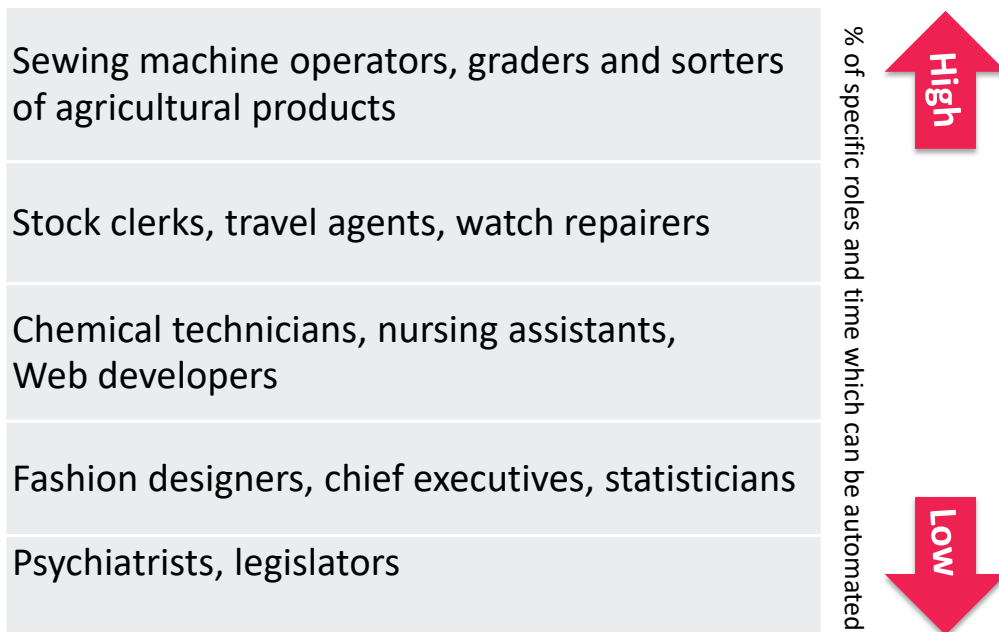 Sewing machine operators, graders and sorters
of agricultural products
Stock clerks, travel agents, watch repairers
Chemical technicians, nursing assistants,
Web developers
Fashion designers, chief executives, statisticians
Psychiatrists, legislators
% of specific roles and time which can be automated
High
Low